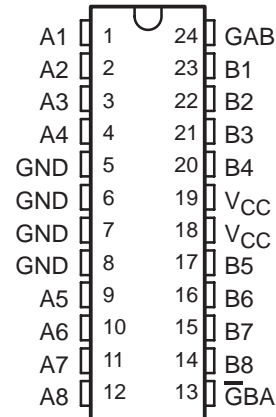 A1 1 24 GAB
A2 2 23 B1
A3 3 22 B2
A4 4 21 B3
GND 5 20 B4
GND 6 19 VCC
GND 7 18 VCC
GND 8 17 B5
A5 9 16 B6
A6 10 15 B7
A7 11 14 B8
A8 12 13 G̅BA